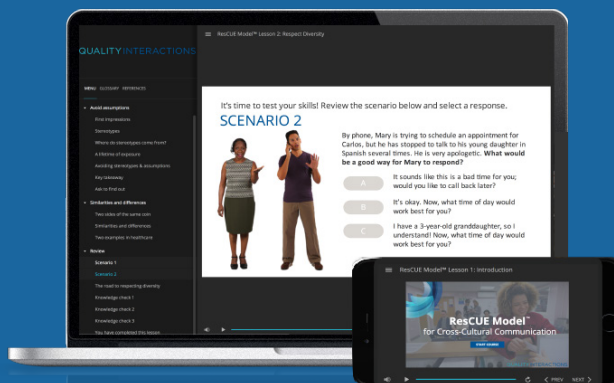 ResCUE Model™ Lesson 2: Respect Diversity
QUALITYINTERACTIONS
MENU GLOSSARY REFERENCES
Avoid assumptions
First impressions
Stereotypes
Where do stereotypes come from?
A lifetime of exposure
Avoiding stereotypes & assumptions
Key takeaway
Ask to find out
Similarities and differences
Two sides of the same coin
Similarities and differences
Two examples in healthcare
Review
Scenario 1
Scenario 2
The road to respecting diversity
Knowledge check 1
Knowledge check 2
Knowledge check 3
You have completed this lesson
It's time to test your skills! Review the scenario below and select a response.
SCENARIO 2
By phone, Mary is trying to schedule an appointment for
Carlos, but he has stopped to talk to his young daughter in
Spanish several times. He is very apologetic. What would
be a good way for Mary to respond?
A
It sounds like this is a bad time for you;
would you like to call back later?
B
It's okay. Now, what time of day would
work best for you?
C
I have a 3-year-old granddaughter, so I
understand! Now, what time of day would
work best for you?
ResCUE Model™ Lesson 1: Introduction
ResCUE Model™
for Cross-Cultural Communication
START COURSE
< PREV NEXT >